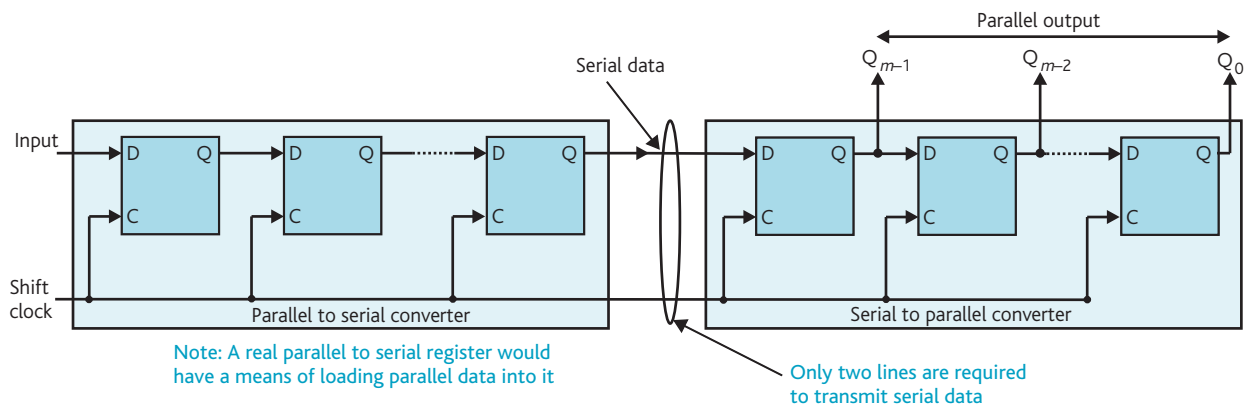 Parallel output
Serial data
Q m–1
Q m–2
Q 0
Input
D Q
D Q
D Q
D Q
D Q
D Q
C
C
C
C
C
C
Shift
clock
Parallel to serial converter
Serial to parallel converter
Note: A real parallel to serial register would
have a means of loading parallel data into it
Only two lines are required
to transmit serial data